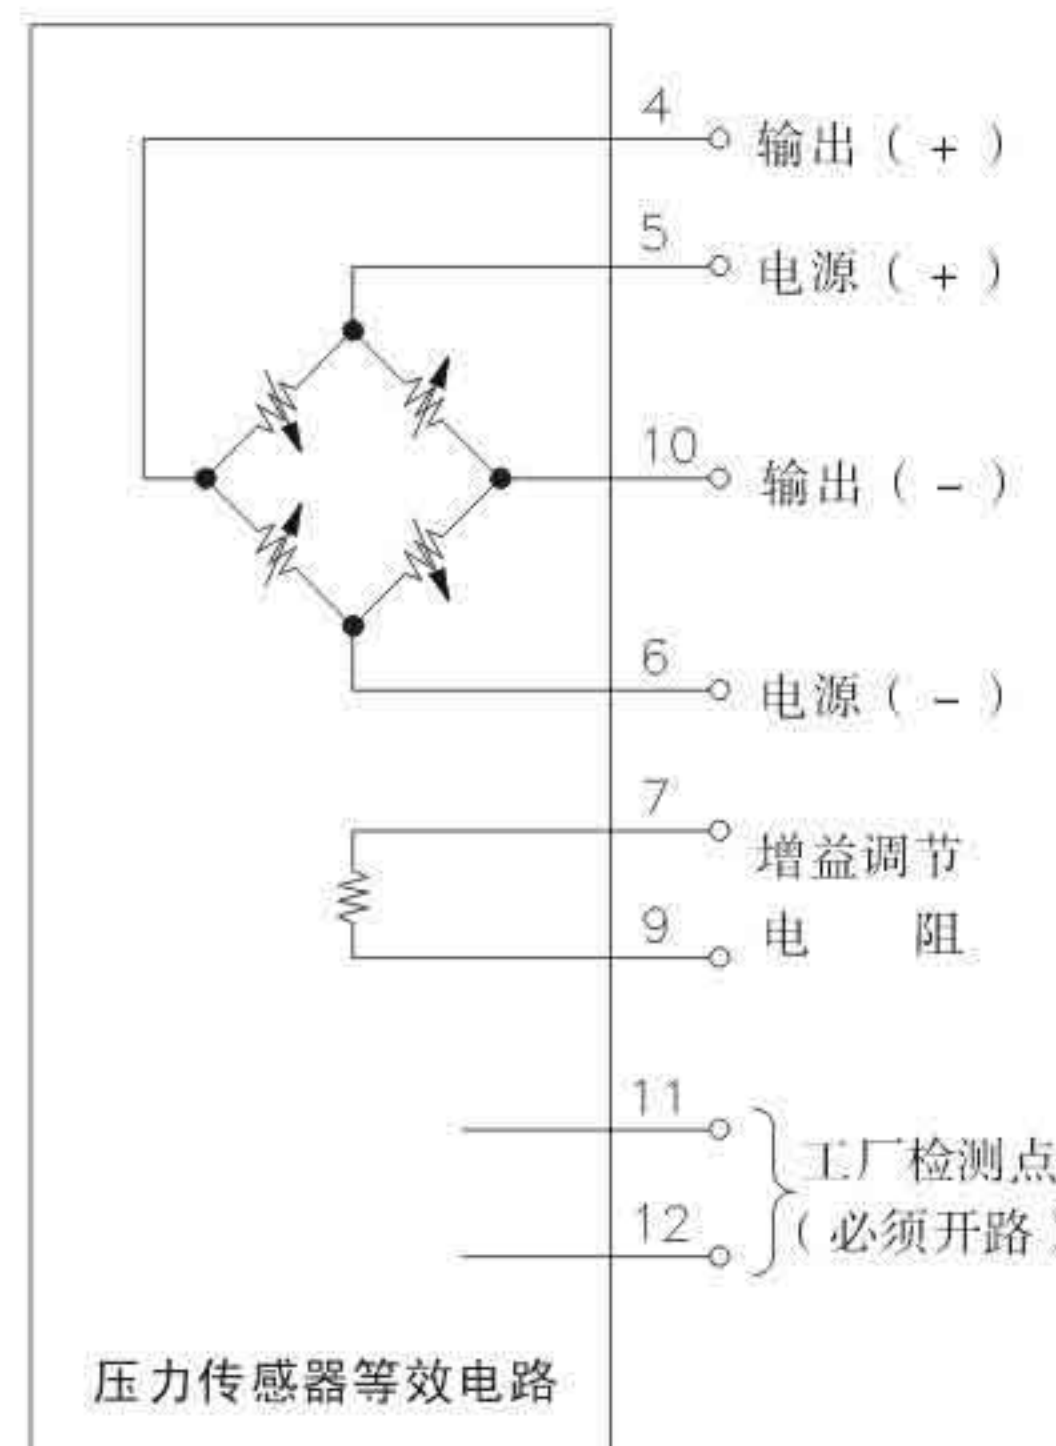 4 输出（+）
5 电源（+）
10 输出（-）
6 电源（-）
7 增益调节
9 电 阻
11 工厂检测点
12 （必须开路）
压力传感器等效电路